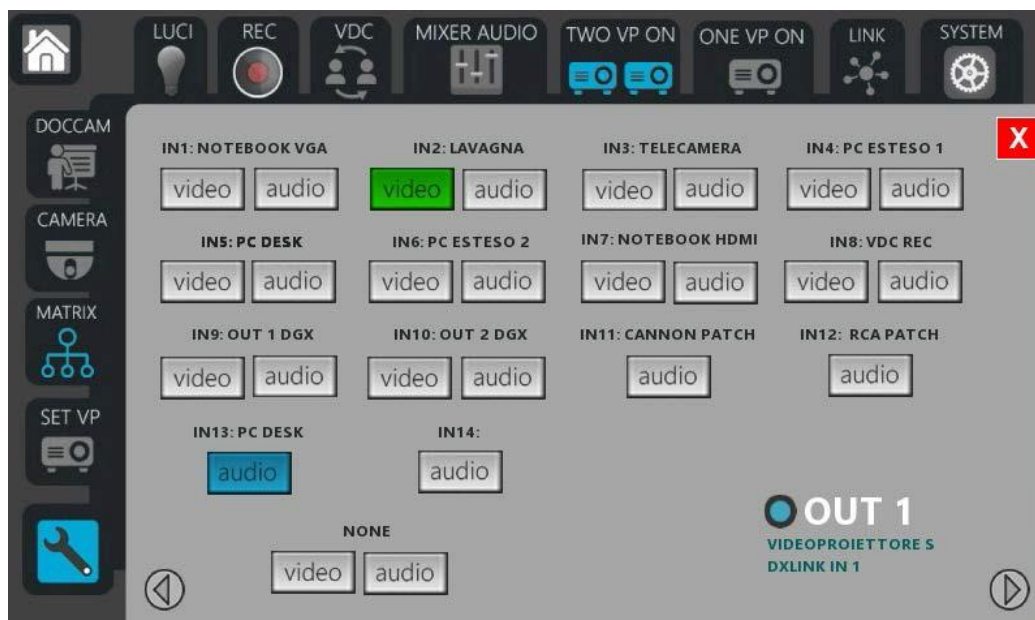 LUCI
REC
VDC
MIXER AUDIO
TWO VP ON
ONE VP ON
LINK
SYSTEM
DOCCAM
CAMERA
MATRIX
SET VP
X
IN1: NOTEBOOK VGA
IN2: LAVAGNA
IN3: TELECAMERA
IN4: PC ESTESO 1
video audio
video audio
video audio
video audio
IN5: PC DESK
IN6: PC ESTESO 2
IN7: NOTEBOOK HDMI
IN8: VDC REC
video audio
video audio
video audio
video audio
IN9: OUT 1 DGX
IN10: OUT 2 DGX
IN11: CANNON PATCH
IN12: RCA PATCH
video audio
video audio
audio
audio
IN13: PC DESK
IN14:
audio
audio
NONE
video audio
OUT 1
VIDEOPROIETTORE S
DXLINK IN 1